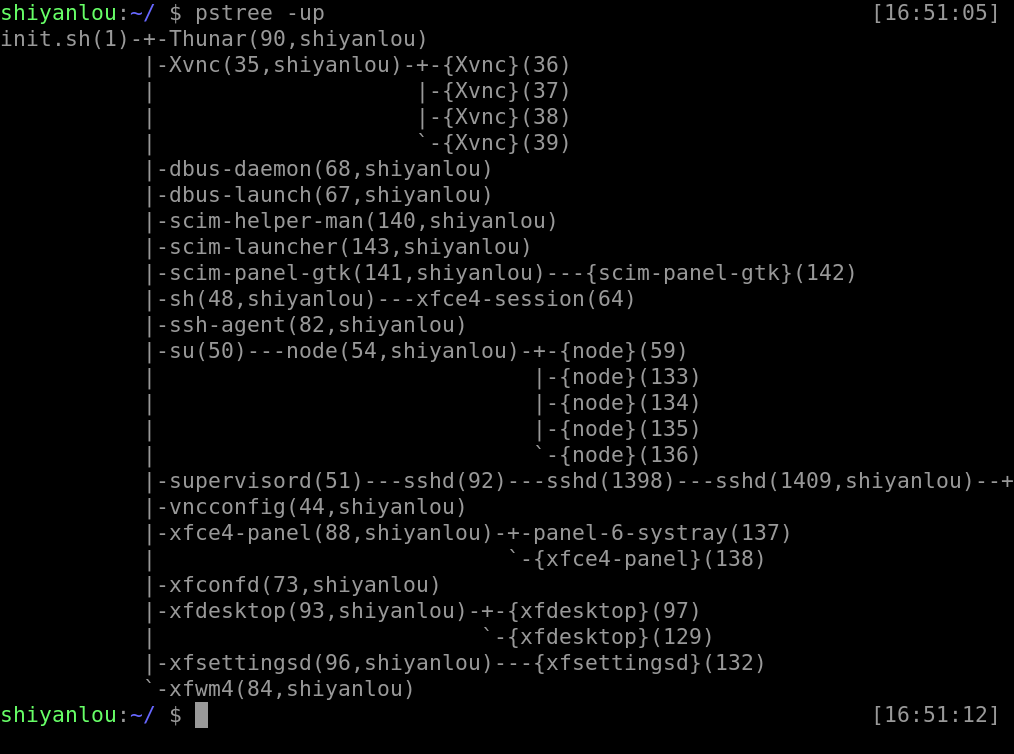 shiyanlou:~/ $ pstree -up                                          [16:51:05]
init.sh(1)-+-Thunar(90,shiyanlou)
           |-Xvnc(35,shiyanlou)-+-{Xvnc}(36)
           |                    |-{Xvnc}(37)
           |                    |-{Xvnc}(38)
           |                    `-{Xvnc}(39)
           |-dbus-daemon(68,shiyanlou)
           |-dbus-launch(67,shiyanlou)
           |-scim-helper-man(140,shiyanlou)
           |-scim-launcher(143,shiyanlou)
           |-scim-panel-gtk(141,shiyanlou)---{scim-panel-gtk}(142)
           |-sh(48,shiyanlou)---xfce4-session(64)
           |-ssh-agent(82,shiyanlou)
           |-su(50)---node(54,shiyanlou)-+-{node}(59)
           |                             |-{node}(133)
           |                             |-{node}(134)
           |                             |-{node}(135)
           |                             `-{node}(136)
           |-supervisord(51)---sshd(92)---sshd(1398)---sshd(1409,shiyanlou)--+
           |-vncconfig(44,shiyanlou)
           |-xfce4-panel(88,shiyanlou)-+-panel-6-systray(137)
           |                           `-{xfce4-panel}(138)
           |-xfconfd(73,shiyanlou)
           |-xfdesktop(93,shiyanlou)-+-{xfdesktop}(97)
           |                         `-{xfdesktop}(129)
           |-xfsettingsd(96,shiyanlou)---{xfsettingsd}(132)
           `-xfwm4(84,shiyanlou)
shiyanlou:~/ $                                                     [16:51:12]